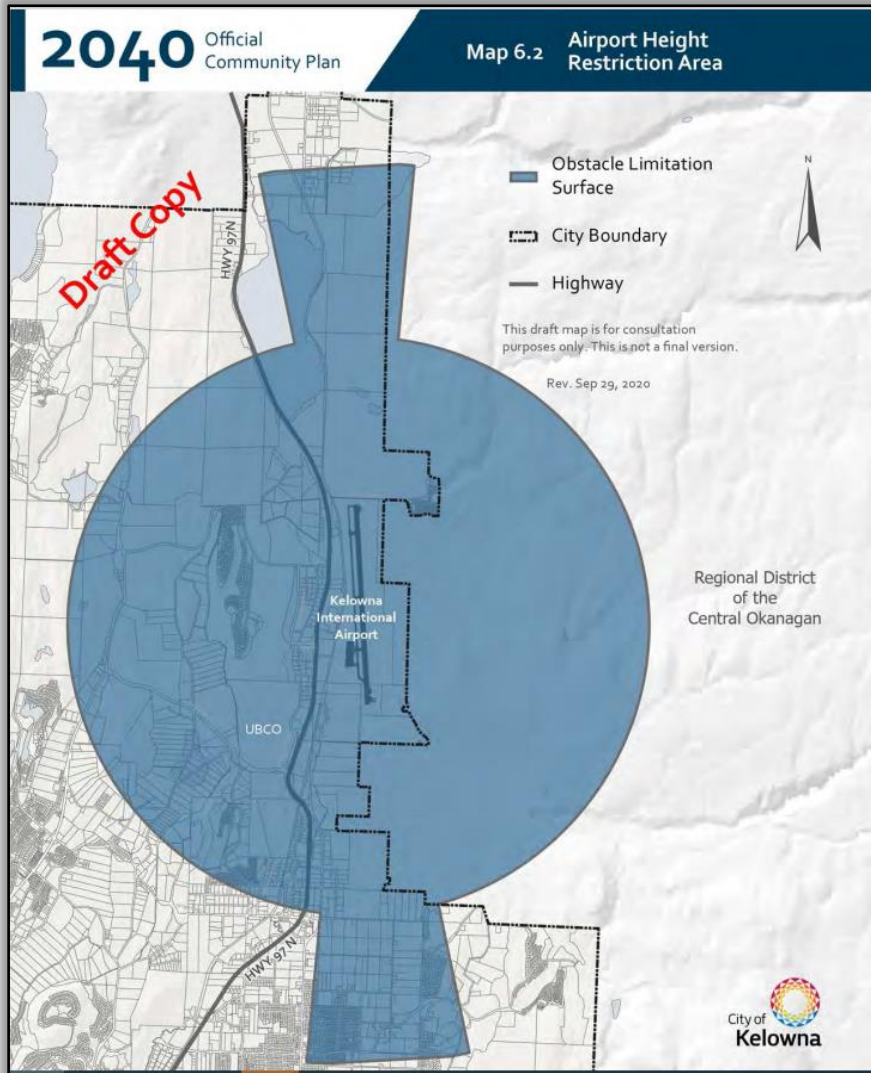 2040 Official
Community Plan
Map 6.2 Airport Height
Restriction Area
Draft Copy
HWY 97N
Obstacle Limitation
Surface
N
City Boundary
Highway
This draft map is for consultation
purposes only. This is not a final version.
Rev. Sep 29, 2020
Kelowna
International
Airport
Regional District
of the
Central Okanagan
UBCO
HWY 97 N
City of
Kelowna